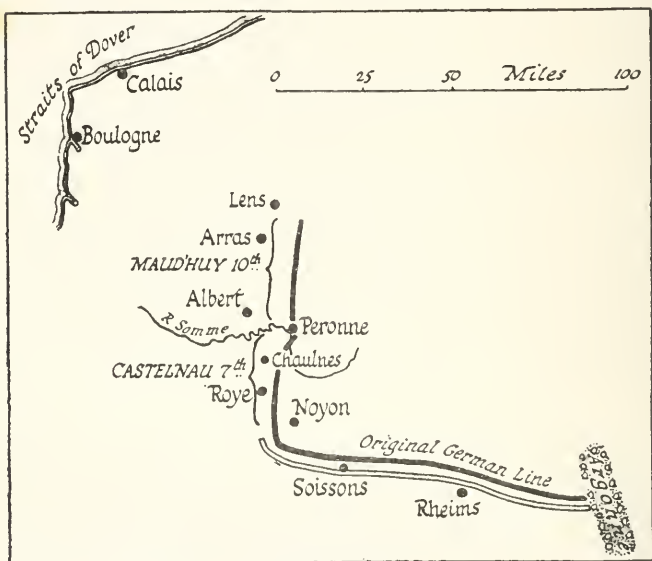 Straits of Dover
Calais
0 25 50 Miles 100
Boulogne
Lens
Arras
MAUD'HUY 10th
Albert
R Somme
Peronne
Chaulnes
CASTELNAU 7th
Roye
Noyon
Original German Line
Soissons
Rheims
Argonne